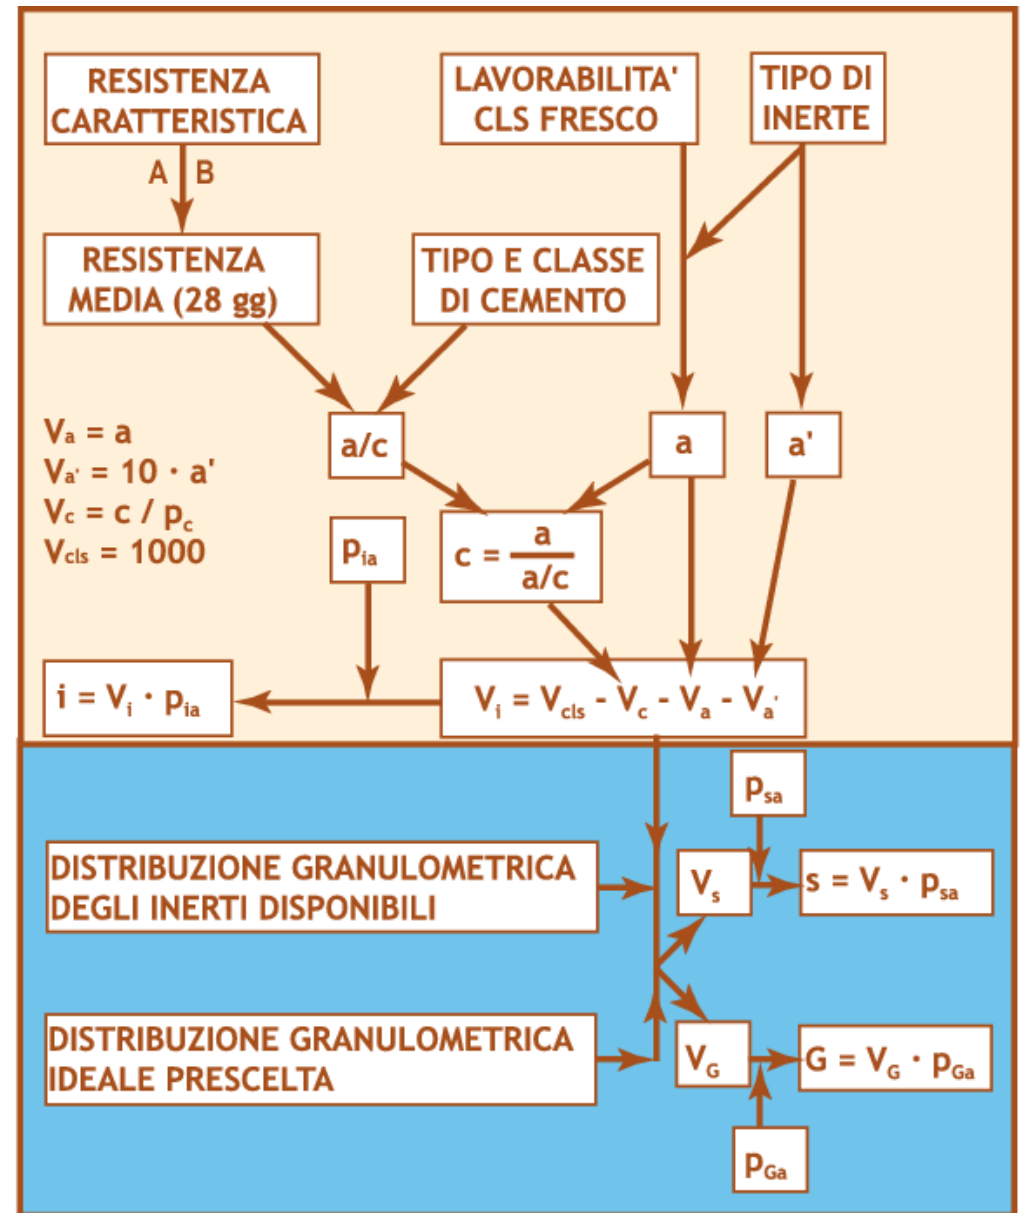 RESISTENZA
CARATTERISTICA
LAVORABILITA'
CLS FRESCO
TIPO DI
INERTE
A B
RESISTENZA
MEDIA (28 gg)
TIPO E CLASSE
DI CEMENTO
a/c
a
a'
Va = a
Va' = 10 · a'
Vc = c / pc
Vcls = 1000
pia
c = a
a/c
i = Vi · pia
Vi = Vcls - Vc - Va - Va'
psa
DISTRIBUZIONE GRANULOMETRICA
DEGLI INERTI DISPONIBILI
Vs
s = Vs · psa
DISTRIBUZIONE GRANULOMETRICA
IDEALE PRESCELTA
VG
G = VG · pGa
pGa